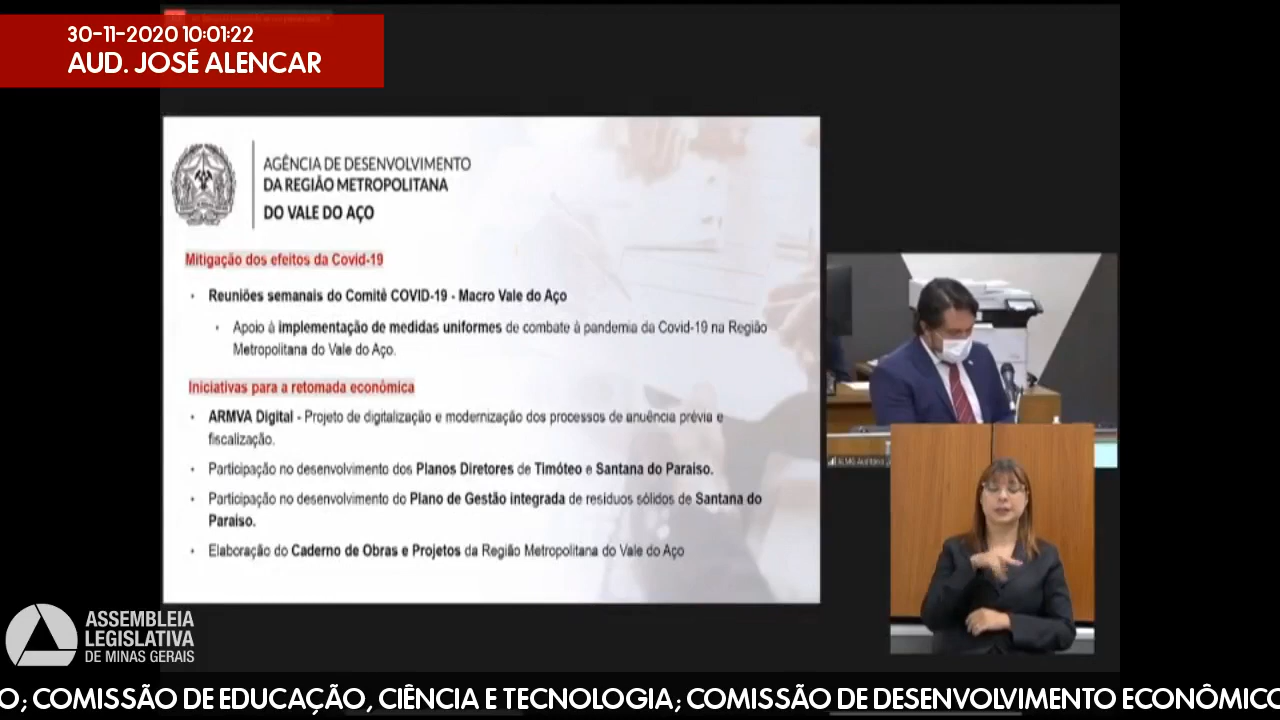 30-11-2020 10:01:22
AUD. JOSÉ ALENCAR
AGÊNCIA DE DESENVOLVIMENTO
DA REGIÃO METROPOLITANA
DO VALE DO AÇO
Mitigação dos efeitos da Covid-19
• Reuniões semanais do Comitê COVID-19 - Macro Vale do Aço
• Apoio à implementação de medidas uniformes de combate à pandemia da Covid-19 na Região
Metropolitana do Vale do Aço.
Iniciativas para a retomada econômica
• ARMVA Digital - Projeto de digitalização e modernização dos processos de anuência prévia e
fiscalização.
• Participação no desenvolvimento dos Planos Diretores de Timóteo e Santana do Paraiso.
• Participação no desenvolvimento do Plano de Gestão integrada de residuos sólidos de Santana do
Paraiso.
• Elaboração do Caderno de Obras e Projetos da Região Metropolitana do Vale do Aço
ASSEMBLEIA
LEGISLATIVA
DE MINAS GERAIS
O; COMISSÃO DE EDUCAÇÃO, CIÊNCIA E TECNOLOGIA; COMISSÃO DE DESENVOLVIMENTO ECONÔMICO